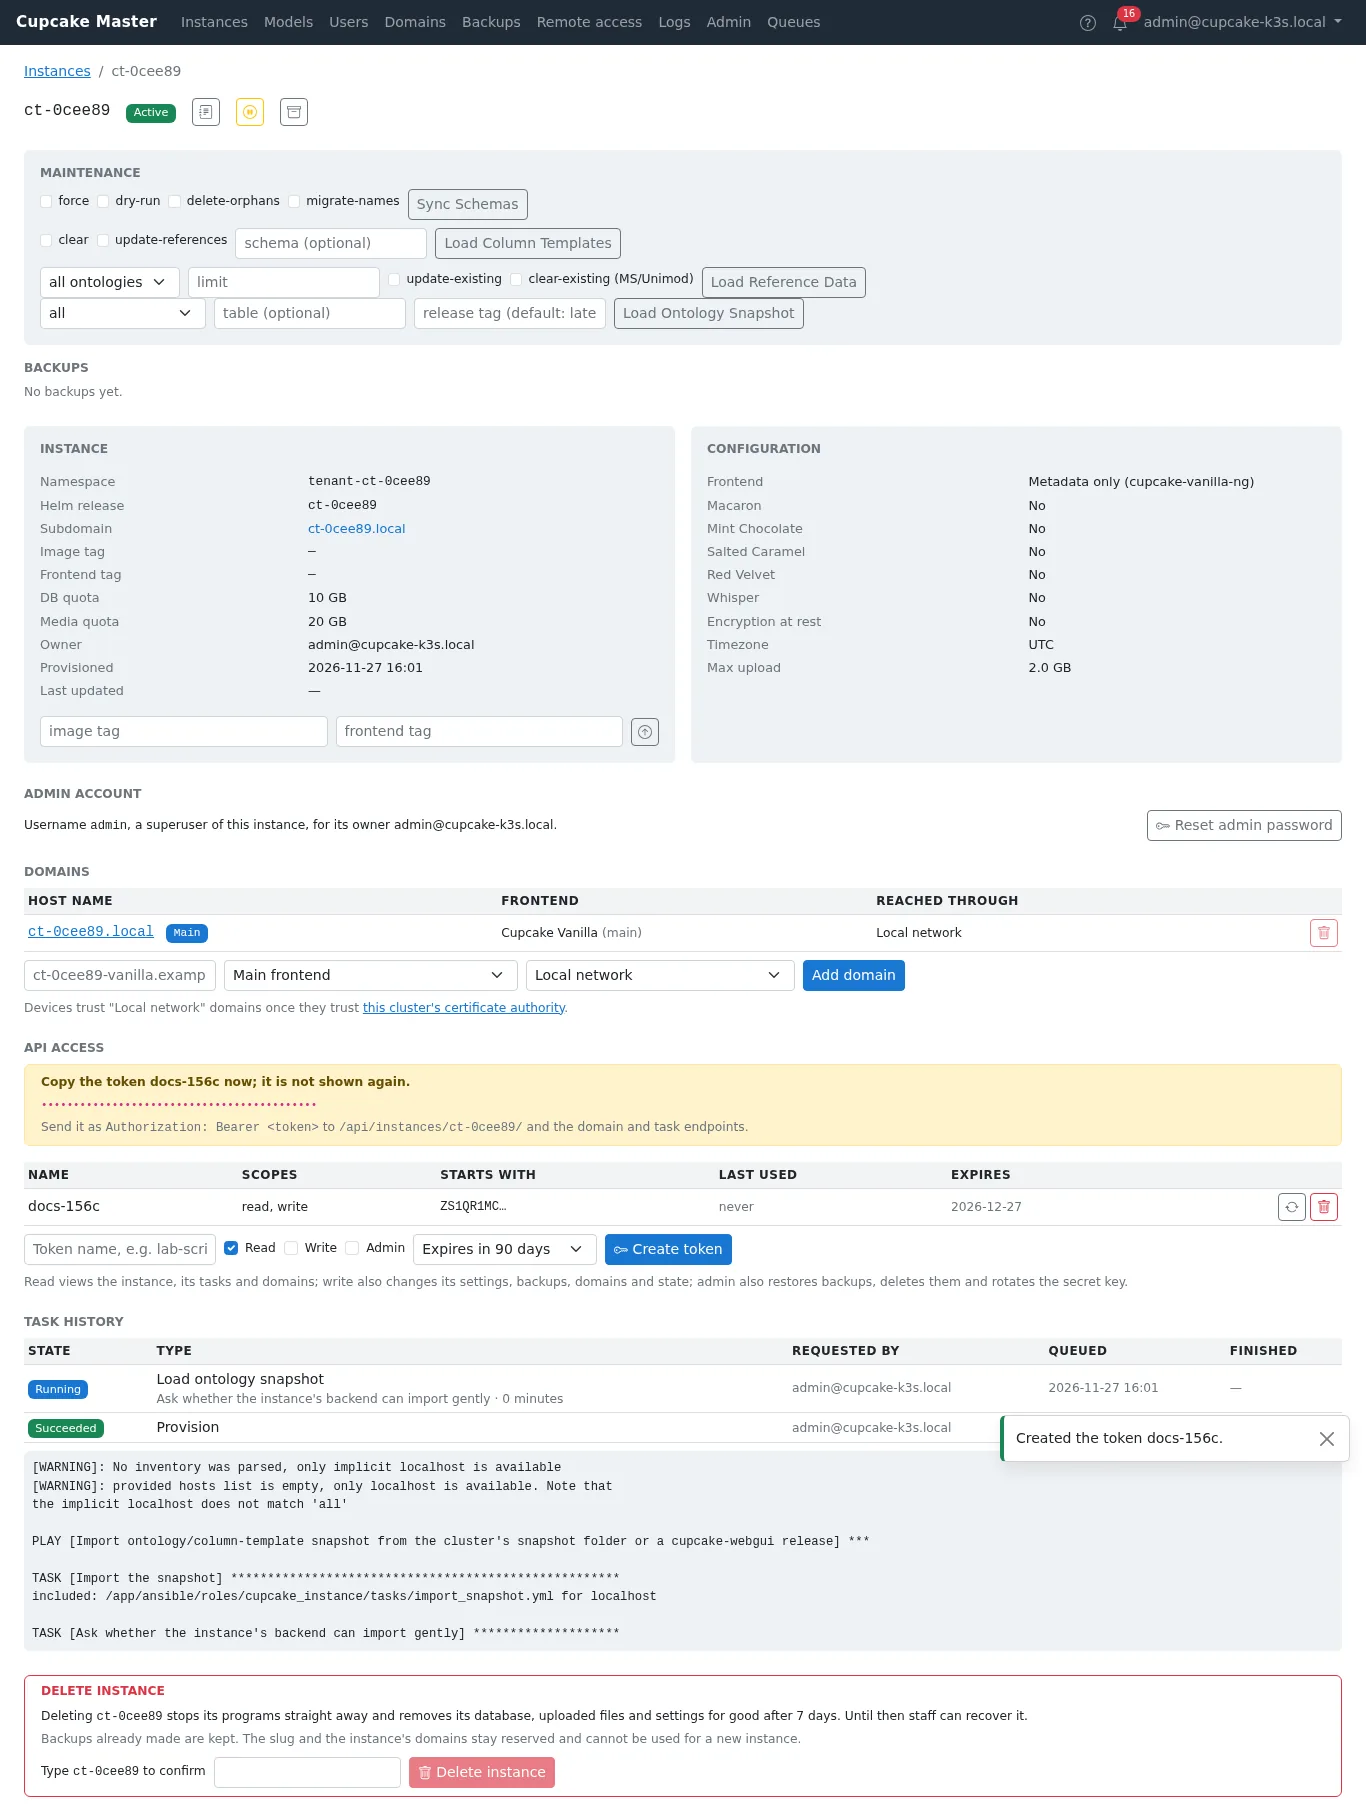 Cupcake Master Instances Models Users Domains Backups Remote access Logs Admin Queues 16 admin@cupcake-k3s.local
Instances / ct-0cee89
ct-0cee89 Active
MAINTENANCE
force dry-run delete-orphans migrate-names Sync Schemas
clear update-references schema (optional) Load Column Templates
all ontologies limit update-existing clear-existing (MS/Unimod) Load Reference Data
all table (optional) release tag (default: late Load Ontology Snapshot
BACKUPS
No backups yet.
INSTANCE
Namespace tenant-ct-0cee89
Helm release ct-0cee89
Subdomain ct-0cee89.local
Image tag —
Frontend tag —
DB quota 10 GB
Media quota 20 GB
Owner admin@cupcake-k3s.local
Provisioned 2026-11-27 16:01
Last updated —
image tag frontend tag
CONFIGURATION
Frontend Metadata only (cupcake-vanilla-ng)
Macaron No
Mint Chocolate No
Salted Caramel No
Red Velvet No
Whisper No
Encryption at rest No
Timezone UTC
Max upload 2.0 GB
ADMIN ACCOUNT
Username admin, a superuser of this instance, for its owner admin@cupcake-k3s.local. Reset admin password
DOMAINS
HOST NAME FRONTEND REACHED THROUGH
ct-0cee89.local Main Cupcake Vanilla (main) Local network
ct-0cee89-vanilla.examp Main frontend Local network Add domain
Devices trust "Local network" domains once they trust this cluster's certificate authority.
API ACCESS
Copy the token docs-156c now; it is not shown again.
Send it as Authorization: Bearer <token> to /api/instances/ct-0cee89/ and the domain and task endpoints.
NAME SCOPES STARTS WITH LAST USED EXPIRES
docs-156c read, write ZS1QR1MC… never 2026-12-27
Token name, e.g. lab-scri Read Write Admin Expires in 90 days Create token
Read views the instance, its tasks and domains; write also changes its settings, backups, domains and state; admin also restores backups, deletes them and rotates the secret key.
TASK HISTORY
STATE TYPE REQUESTED BY QUEUED FINISHED
Running Load ontology snapshot admin@cupcake-k3s.local 2026-11-27 16:01 —
Ask whether the instance's backend can import gently · 0 minutes
Succeeded Provision admin@cupcake-k3s.local
Created the token docs-156c.
[WARNING]: No inventory was parsed, only implicit localhost is available
[WARNING]: provided hosts list is empty, only localhost is available. Note that
the implicit localhost does not match 'all'
PLAY [Import ontology/column-template snapshot from the cluster's snapshot folder or a cupcake-webgui release] ***
TASK [Import the snapshot] *****************************************************
included: /app/ansible/roles/cupcake_instance/tasks/import_snapshot.yml for localhost
TASK [Ask whether the instance's backend can import gently] ********************
DELETE INSTANCE
Deleting ct-0cee89 stops its programs straight away and removes its database, uploaded files and settings for good after 7 days. Until then staff can recover it.
Backups already made are kept. The slug and the instance's domains stay reserved and cannot be used for a new instance.
Type ct-0cee89 to confirm Delete instance